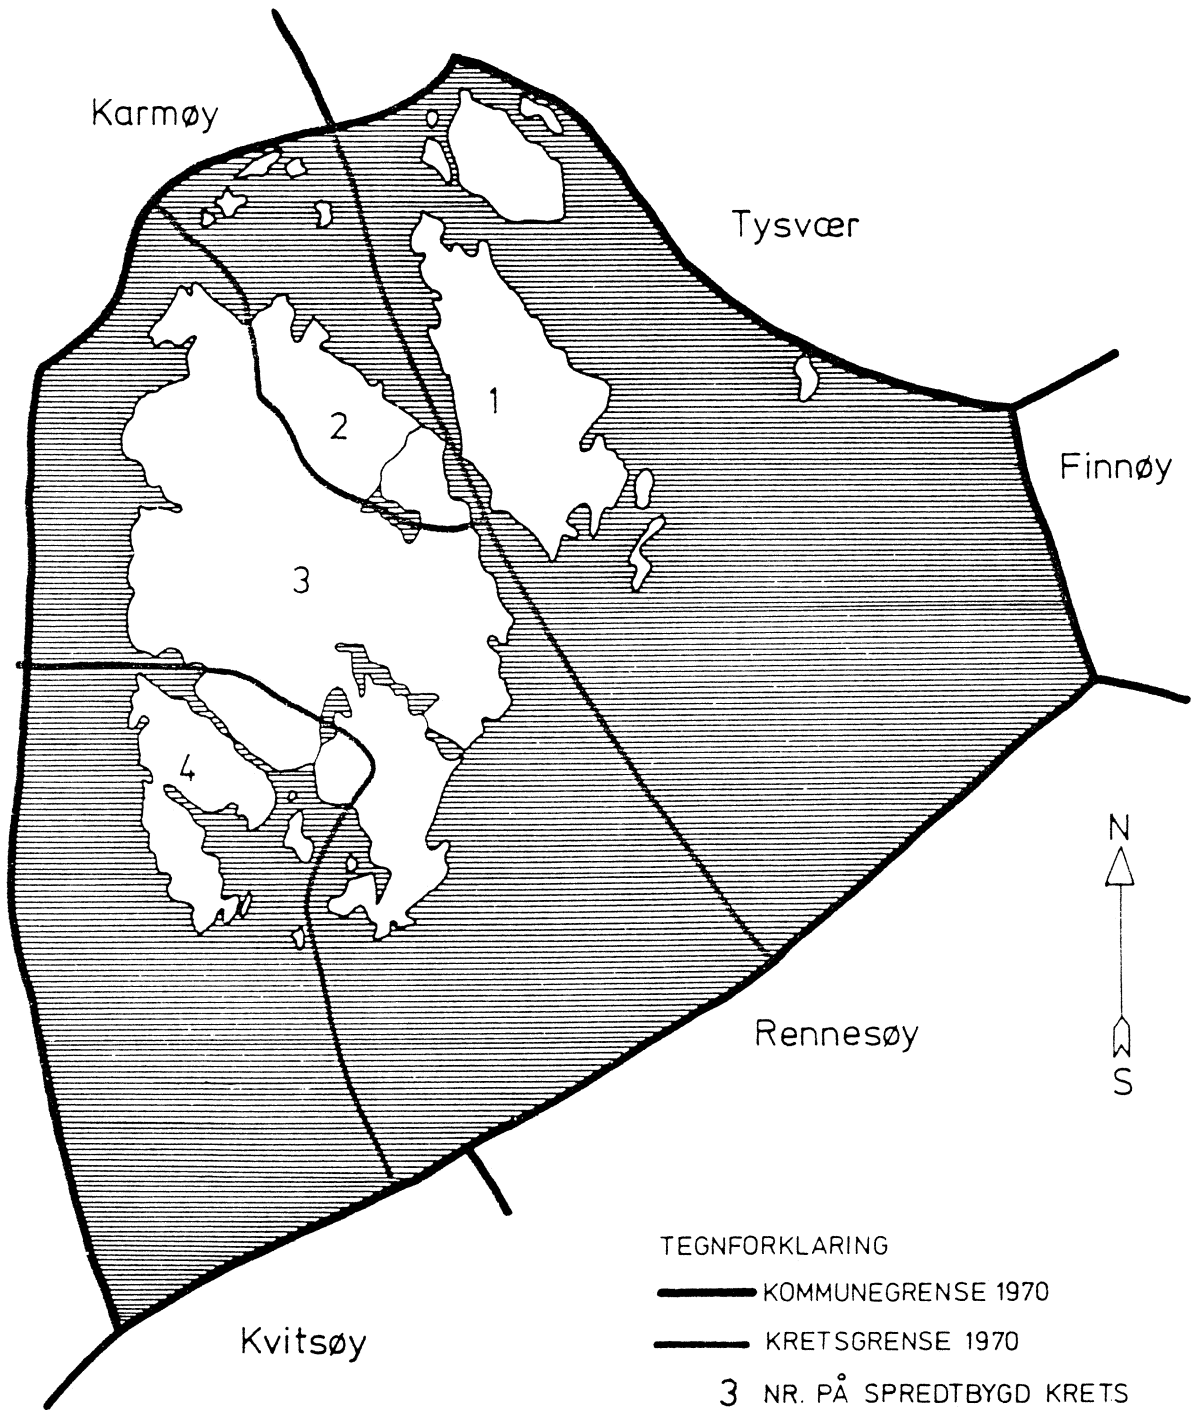 Karmøy
Tysvær
1
2
Finnøy
3
4
N
Rennesøy
S
TEGNFORKLARING
KOMMUNEGRENSE 1970
Kvitsøy
KRETSGRENSE 1970
3 NR. PÅ SPREDTBYGD KRETS